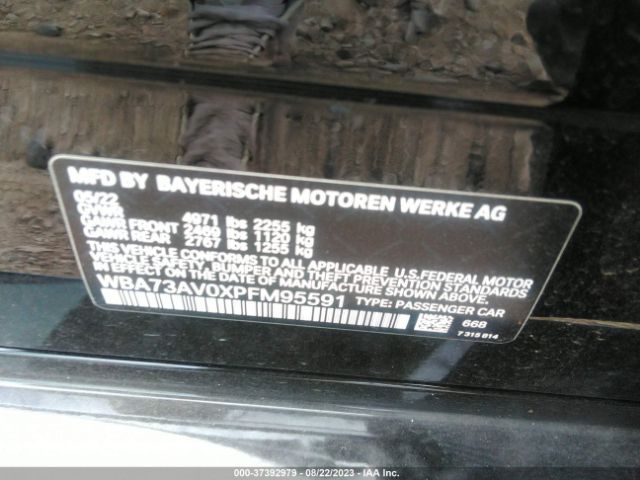 MFD BY BAYERISCHE MOTOREN WERKE AG
05/22
GVWR 4971 lbs 2255 kg
GAWR FRONT 2469 lbs 1120 kg
GAWR REAR 2767 lbs 1255 kg
THIS VEHICLE CONFORMS TO ALL APPLICABLE U.S. FEDERAL MOTOR
VEHICLE SAFETY, BUMPER, AND THEFT PREVENTION STANDARDS
IN EFFECT ON THE DATE OF MANUFACTURE SHOWN ABOVE.
WBA73AV0XPFM95591 TYPE: PASSENGER CAR
668
7 315 814
000-37392979 - 08/22/2023 - IAA Inc.